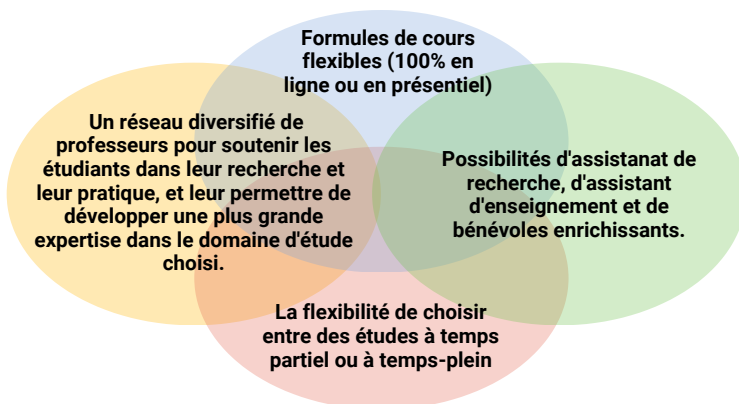 Formules de cours
flexibles (100% en
ligne ou en présentiel)
Un réseau diversifié de
professeurs pour soutenir les
étudiants dans leur recherche et
leur pratique, et leur permettre de
développer une plus grande
expertise dans le domaine d'étude
choisi.
Possibilités d'assistanat de
recherche, d'assistant
d'enseignement et de
bénévoles enrichissants.
La flexibilité de choisir
entre des études à temps
partiel ou à temps-plein